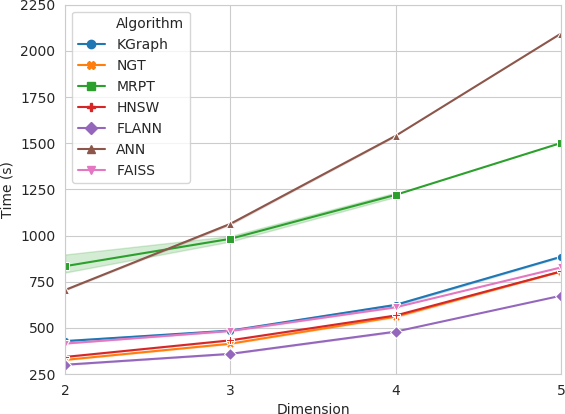 2250
2000
1750
1500
1250
1000
750
500
250
Time (s)
Algorithm
KGraph
NGT
MRPT
HNSW
FLANN
ANN
FAISS
2 3 4 5
Dimension